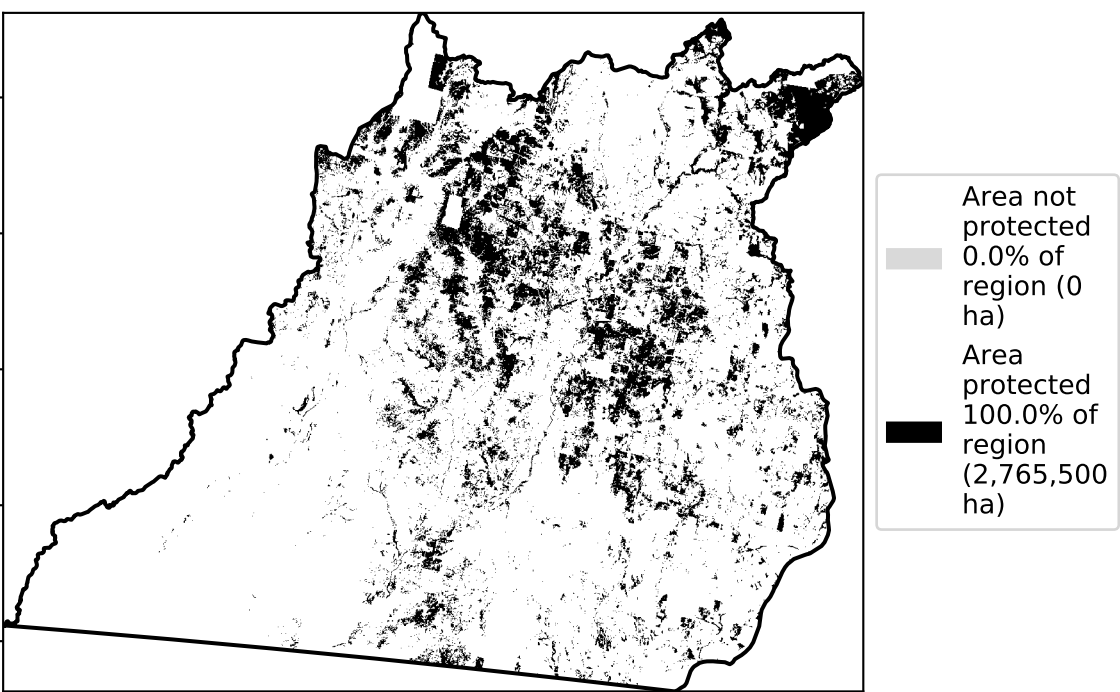 Area not
protected
0.0% of
region (0
ha)
Area
protected
100.0% of
region
(2,765,500
ha)